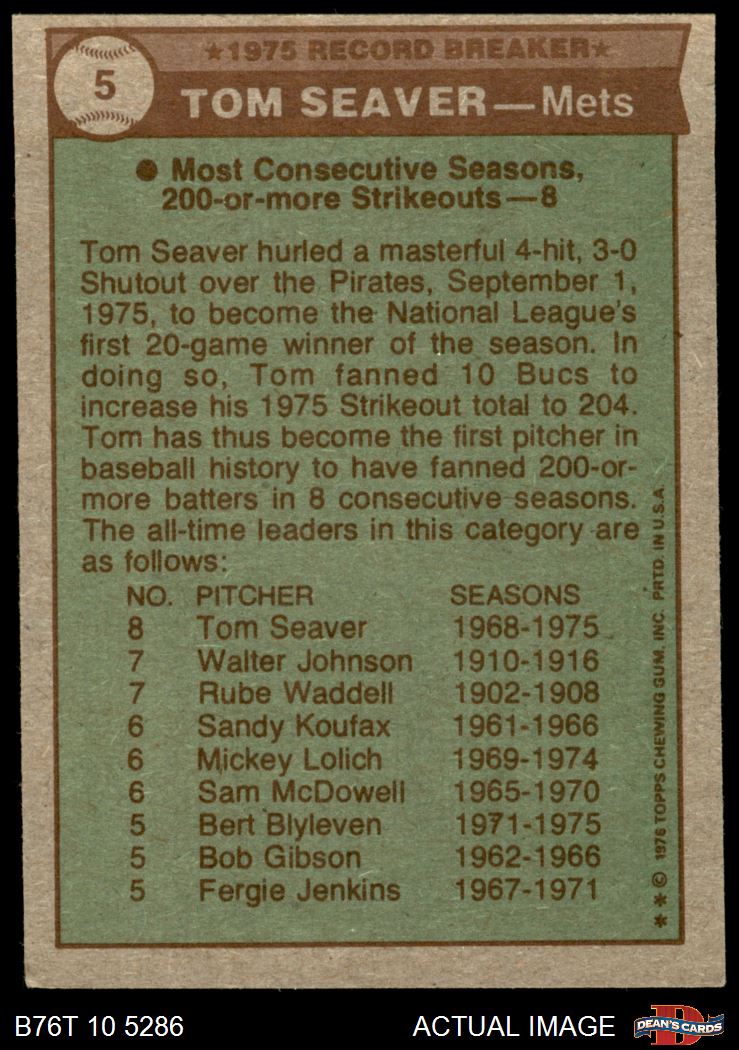 ★1975 RECORD BREAKER★
5
TOM SEAVER—Mets
● Most Consecutive Seasons,
200-or-more Strikeouts—8
Tom Seaver hurled a masterful 4-hit, 3-0
Shutout over the Pirates, September 1,
1975, to become the National League's
first 20-game winner of the season. In
doing so, Tom fanned 10 Bucs to
increase his 1975 Strikeout total to 204.
Tom has thus become the first pitcher in
baseball history to have fanned 200-or-
more batters in 8 consecutive seasons.
The all-time leaders in this category are
as follows:
NO. PITCHER SEASONS
8 Tom Seaver 1968-1975
7 Walter Johnson 1910-1916
7 Rube Waddell 1902-1908
6 Sandy Koufax 1961-1966
6 Mickey Lolich 1969-1974
6 Sam McDowell 1965-1970
5 Bert Blyleven 1971-1975
5 Bob Gibson 1962-1966
5 Fergie Jenkins 1967-1971
** © 1976 TOPPS CHEWING GUM, INC. PRTD. IN U.S.A.
B76T 10 5286 ACTUAL IMAGE
D
DEAN'S CARDS